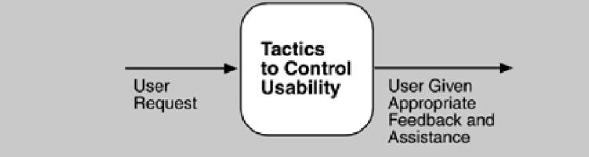 Tactics
to Control
Usability
User
Request
User Given
Appropriate
Feedback and
Assistance